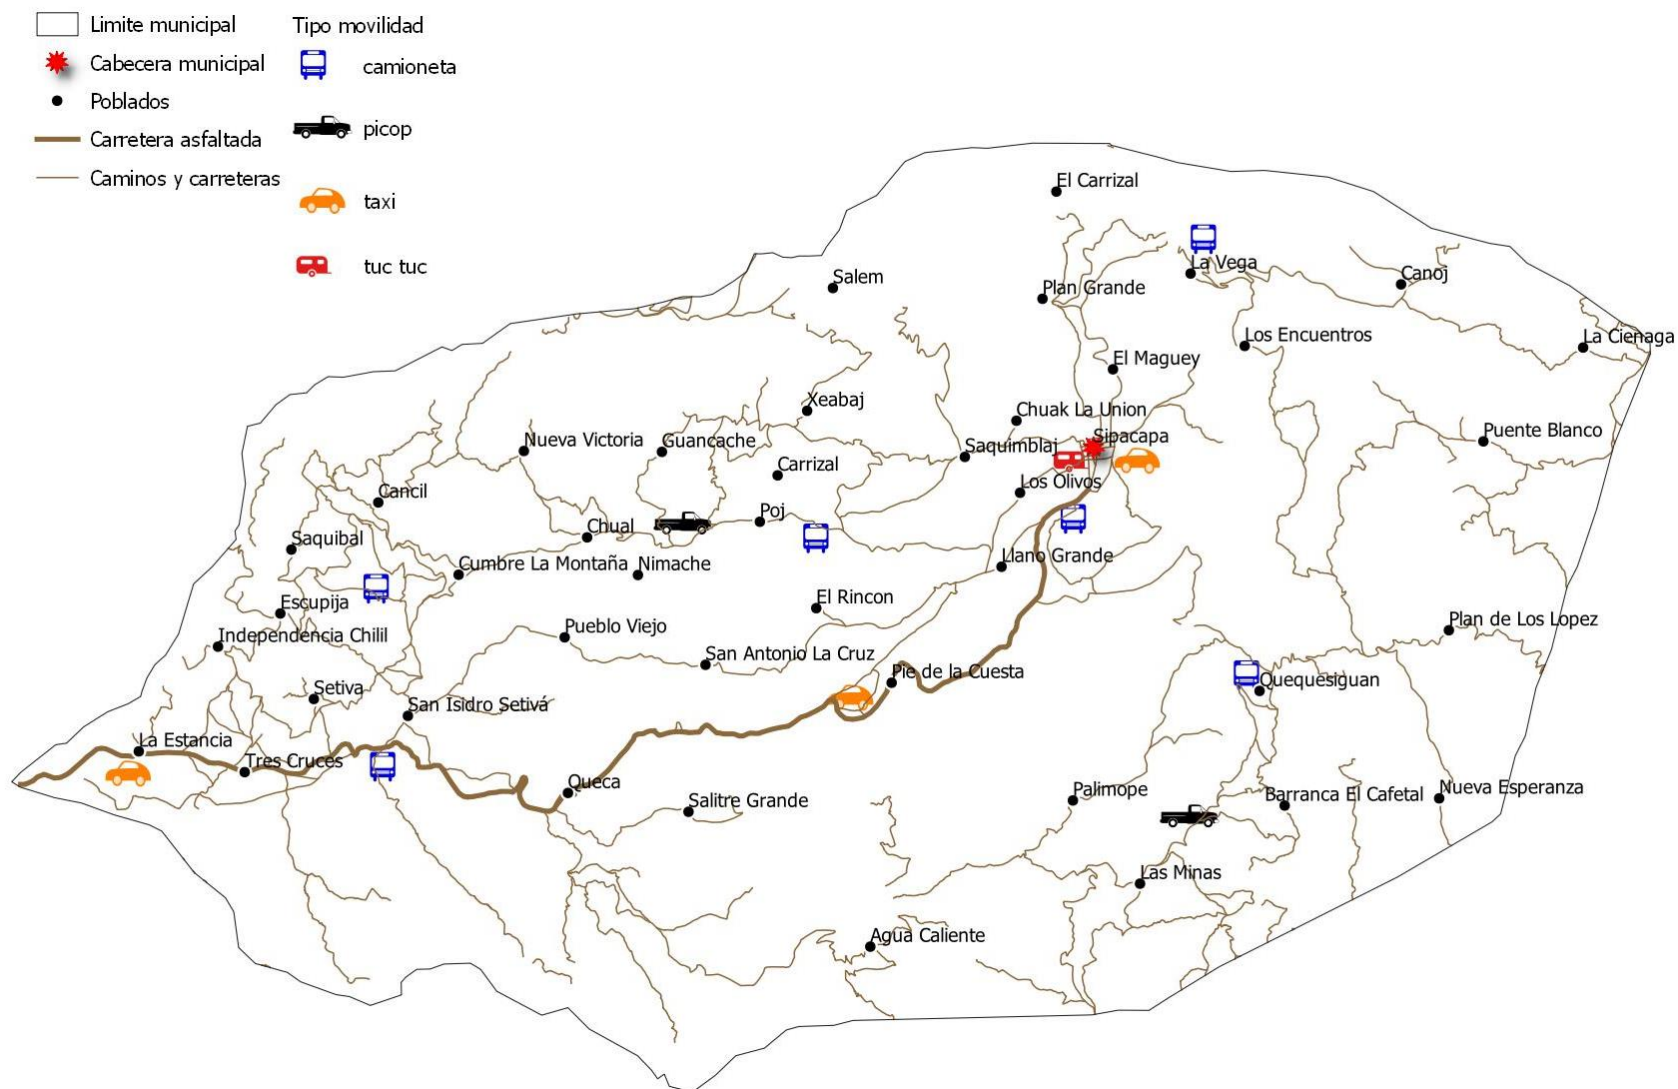 Limite municipal
Tipo movilidad
Cabecera municipal
camioneta
Poblados
picop
Carretera asfaltada
Caminos y carreteras
taxi
tuc tuc
El Carrizal
La Vega
Canoj
Salem
Plan Grande
Los Encuentros
La Cienaga
El Maguey
Xeabaj
Chuak La Union
Nueva Victoria
Guancache
Saquimblaj
Sipacapa
Puente Blanco
Carrizal
Cancil
Los Olivos
Poj
Chual
Saquibal
Cumbre La Montaña
Nimache
Llano Grande
Escupija
El Rincon
Independencia Chilil
Pueblo Viejo
Plan de Los Lopez
San Antonio La Cruz
Pie de la Cuesta
Quequesiguan
Setiva
San Isidro Setivá
La Estancia
Tres Cruces
Queca
Salitre Grande
Palimope
Barranca El Cafetal
Nueva Esperanza
Las Minas
Agua Caliente